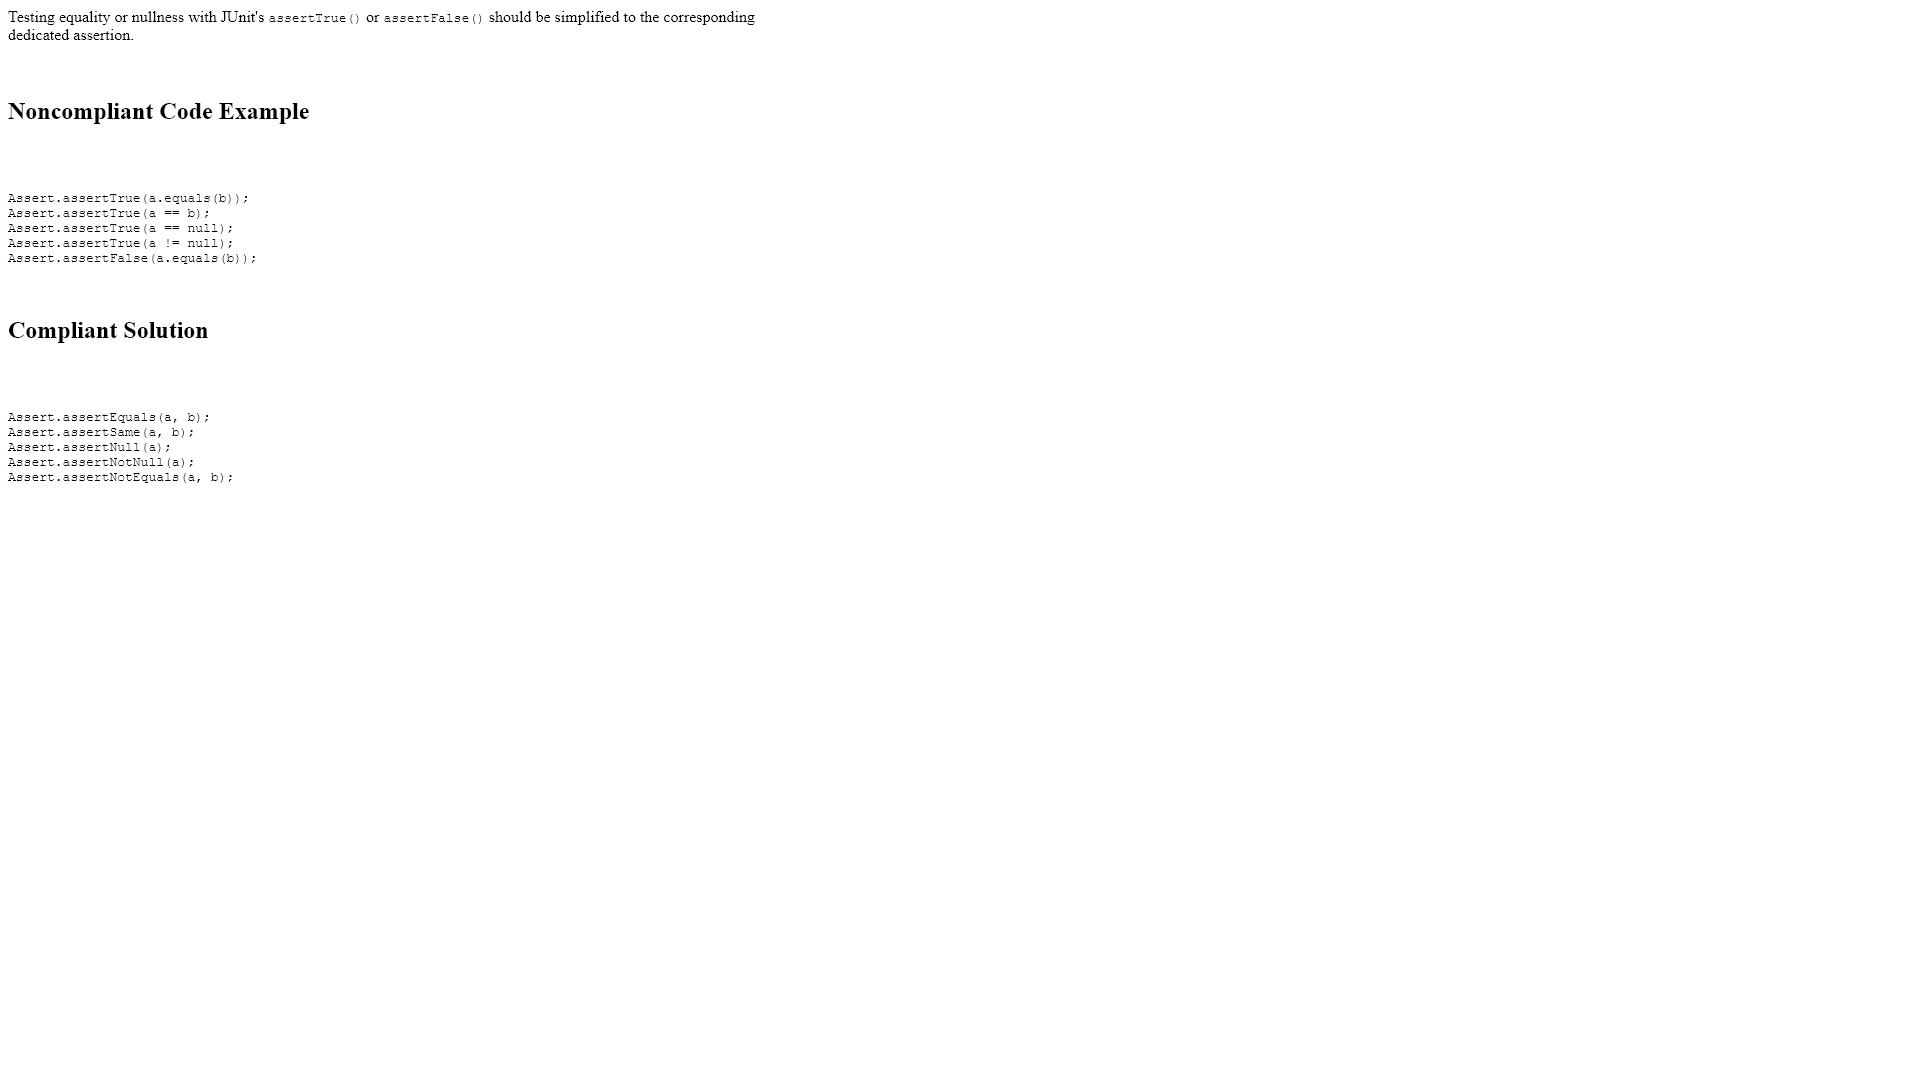 Testing equality or nullness with JUnit's assertTrue() or assertFalse() should be simplified to the corresponding
dedicated assertion.
Noncompliant Code Example
Assert.assertTrue(a.equals(b));
Assert.assertTrue(a == b);
Assert.assertTrue(a == null);
Assert.assertTrue(a != null);
Assert.assertFalse(a.equals(b));
Compliant Solution
Assert.assertEquals(a, b);
Assert.assertSame(a, b);
Assert.assertNull(a);
Assert.assertNotNull(a);
Assert.assertNotEquals(a, b);